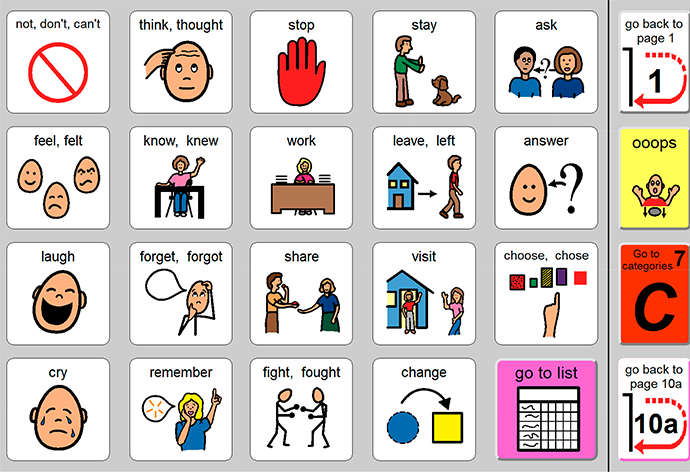 not, don't, can't
think, thought
stop
stay
ask
?
go back to
page 1
1
feel, felt
know, knew
work
leave, left
answer
?
ooops
laugh
forget, forgot
share
visit
choose, chose
Go to
categories 7
C
cry
remember
fight, fought
change
go to list
go back to
page 10a
10a